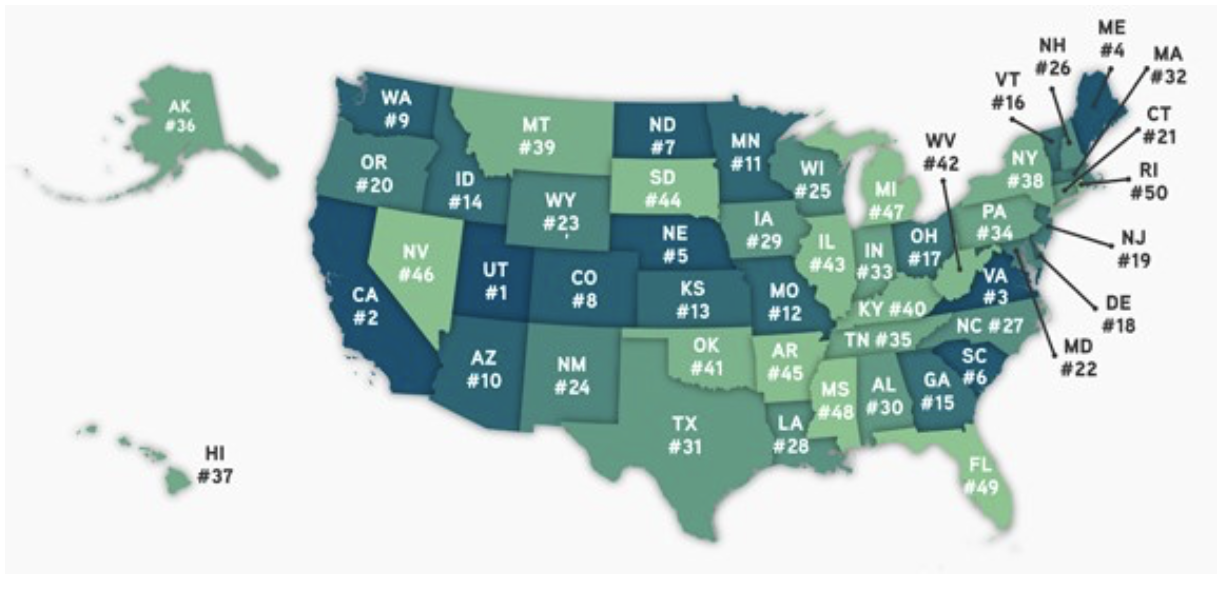 ME
#4
NH
#26
MA
#32
VT
#16
CT
#21
WA
#9
AK
#36
MT
#39
ND
#7
MN
#11
WV
#42
OR
#20
ID
#14
SD
#44
WI
#25
NY
#38
RI
#50
MI
#47
WY
#23
IA
#29
PA
#34
NV
#46
NE
#5
IL
#43
IN
#33
OH
#17
NJ
#19
UT
#1
CO
#8
CA
#2
KS
#13
MO
#12
VA
#3
DE
#18
KY #40
NC #27
TN #35
MD
#22
AZ
#10
NM
#24
OK
#41
AR
#45
SC
#6
MS
#48
AL
#30
GA
#15
TX
#31
LA
#28
HI
#37
FL
#49